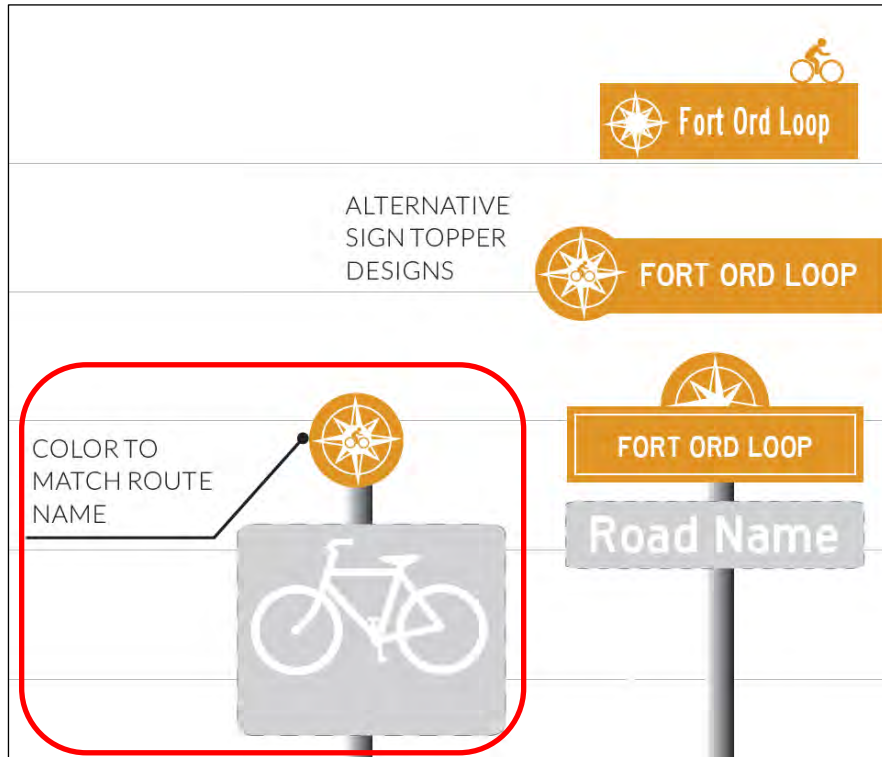 Fort Ord Loop
ALTERNATIVE
SIGN TOPPER
DESIGNS
FORT ORD LOOP
COLOR TO
MATCH ROUTE
NAME
FORT ORD LOOP
Road Name